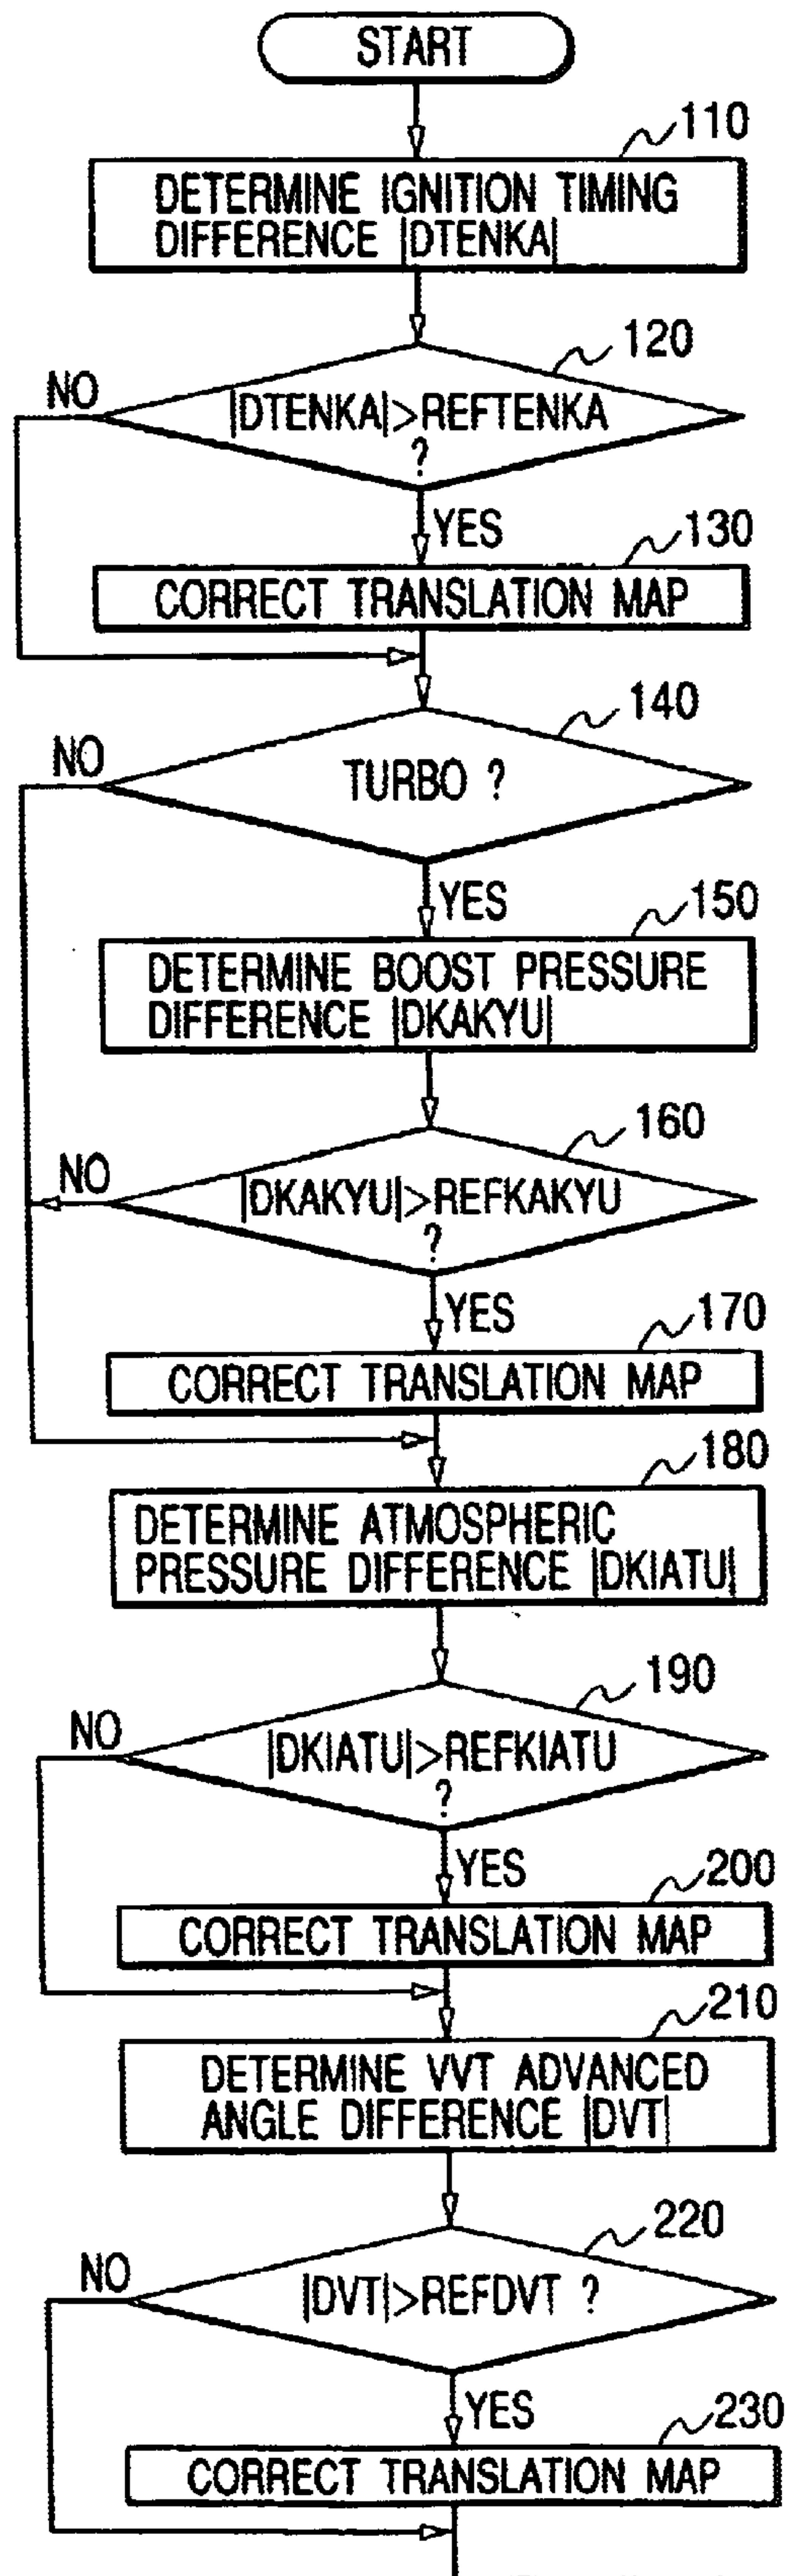 START
110
DETERMINE IGNITION TIMING
DIFFERENCE |DTENKA|
120
NO
|DTENKA|>REFTENKA
?
YES
130
CORRECT TRANSLATION MAP
140
NO
TURBO ?
YES
150
DETERMINE BOOST PRESSURE
DIFFERENCE |DKAKYU|
160
NO
|DKAKYU|>REFKAKYU
?
YES
170
CORRECT TRANSLATION MAP
180
DETERMINE ATMOSPHERIC
PRESSURE DIFFERENCE |DKIATU|
190
NO
|DKIATU|>REFKIATU
?
YES
200
CORRECT TRANSLATION MAP
210
DETERMINE VVT ADVANCED
ANGLE DIFFERENCE |DVT|
220
NO
|DVT|>REFDVT ?
YES
230
CORRECT TRANSLATION MAP